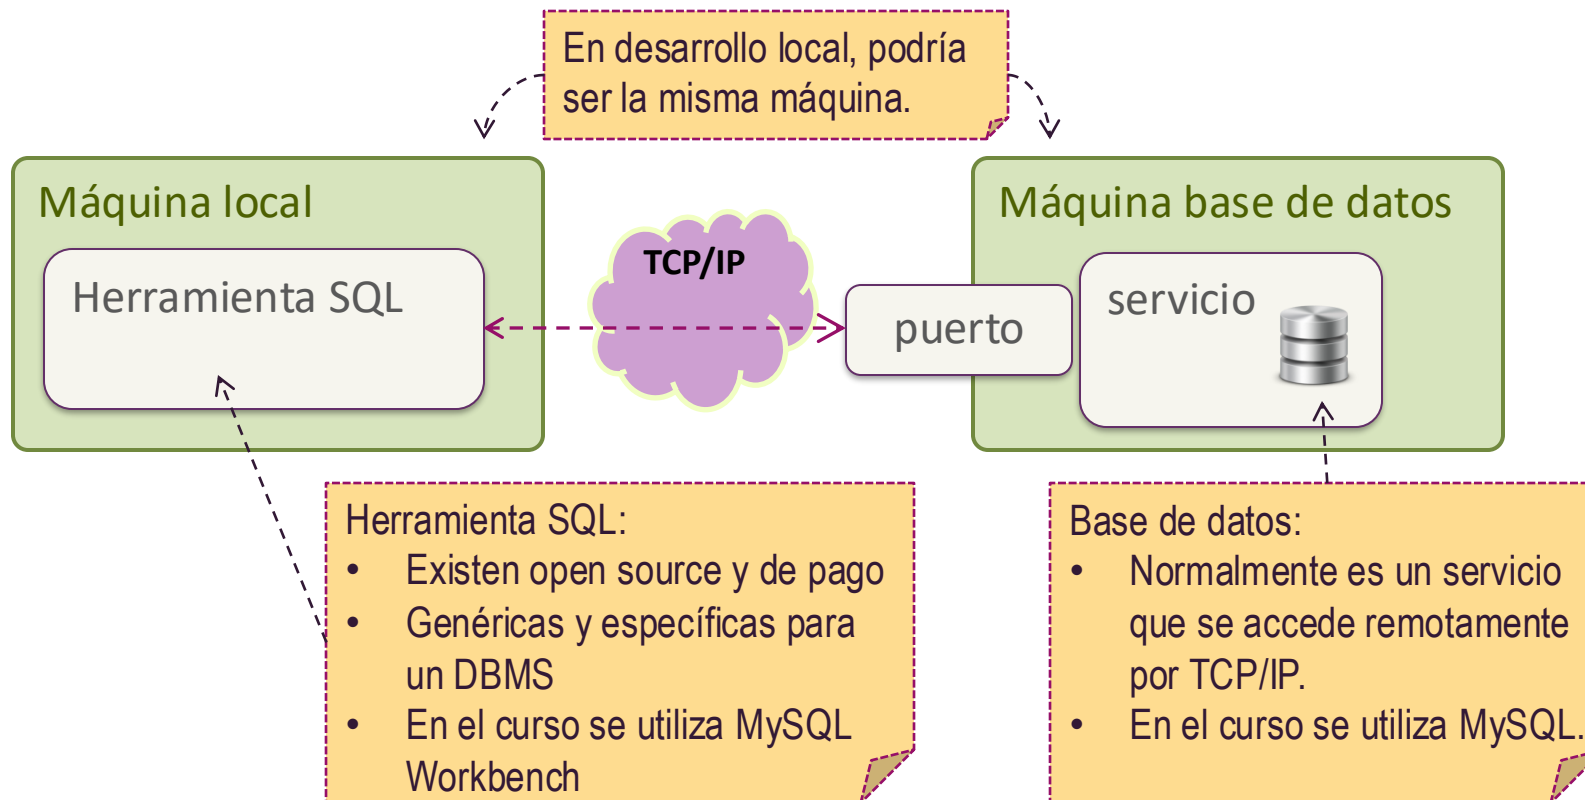 En desarrollo local, podría
ser la misma máquina.
Máquina local
Herramienta SQL
TCP/IP
puerto
Máquina base de datos
servicio
Herramienta SQL:
• Existen open source y de pago
• Genéricas y específicas para
un DBMS
• En el curso se utiliza MySQL
Workbench
Base de datos:
• Normalmente es un servicio
que se accede remotamente
por TCP/IP.
• En el curso se utiliza MySQL.